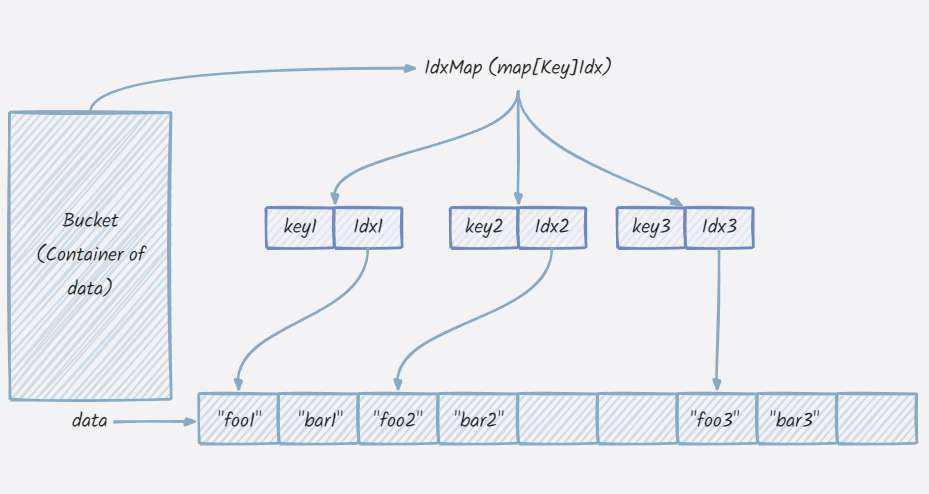 IdxMap (map[Key]Idx)
Bucket
(Container of
data)
key1 Idx1 key2 Idx2 key3 Idx3
data "foo1" "bar1" "foo2" "bar2" "foo3" "bar3"